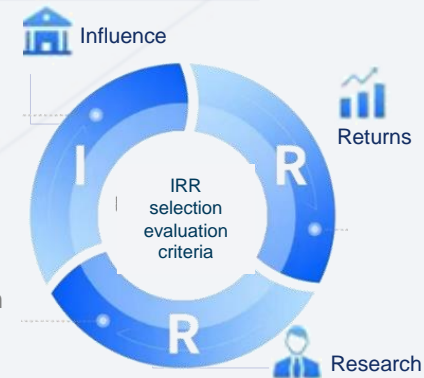 Influence
Returns
I
R
IRR
selection
evaluation
criteria
R
Research